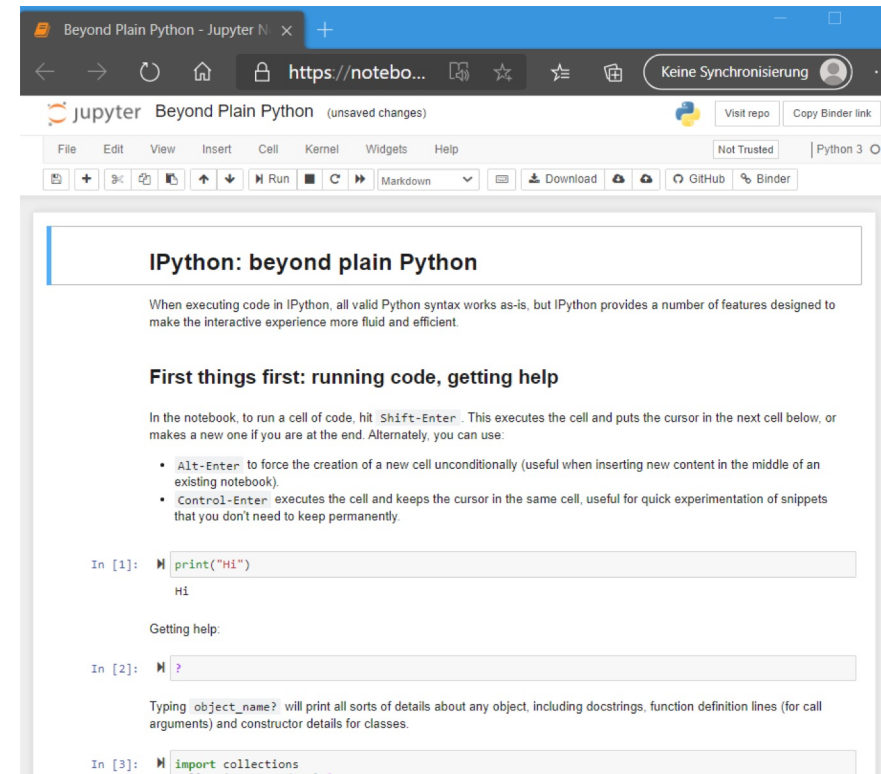 Beyond Plain Python - Jupyter N
https://notebo...
Keine Synchronisierung
jupyter Beyond Plain Python (unsaved changes)
Visit repo Copy Binder link
File Edit View Insert Cell Kernel Widgets Help
Not Trusted Python 3
Run Markdown Download GitHub Binder
IPython: beyond plain Python
When executing code in IPython, all valid Python syntax works as-is, but IPython provides a number of features designed to
make the interactive experience more fluid and efficient.
First things first: running code, getting help
In the notebook, to run a cell of code, hit Shift-Enter . This executes the cell and puts the cursor in the next cell below, or
makes a new one if you are at the end. Alternately, you can use:
• Alt-Enter to force the creation of a new cell unconditionally (useful when inserting new content in the middle of an
existing notebook).
• Control-Enter executes the cell and keeps the cursor in the same cell, useful for quick experimentation of snippets
that you don't need to keep permanently.
In [1]: print("Hi")
Hi
Getting help:
In [2]: ?
Typing object_name? will print all sorts of details about any object, including docstrings, function definition lines (for call
arguments) and constructor details for classes.
In [3]: import collections